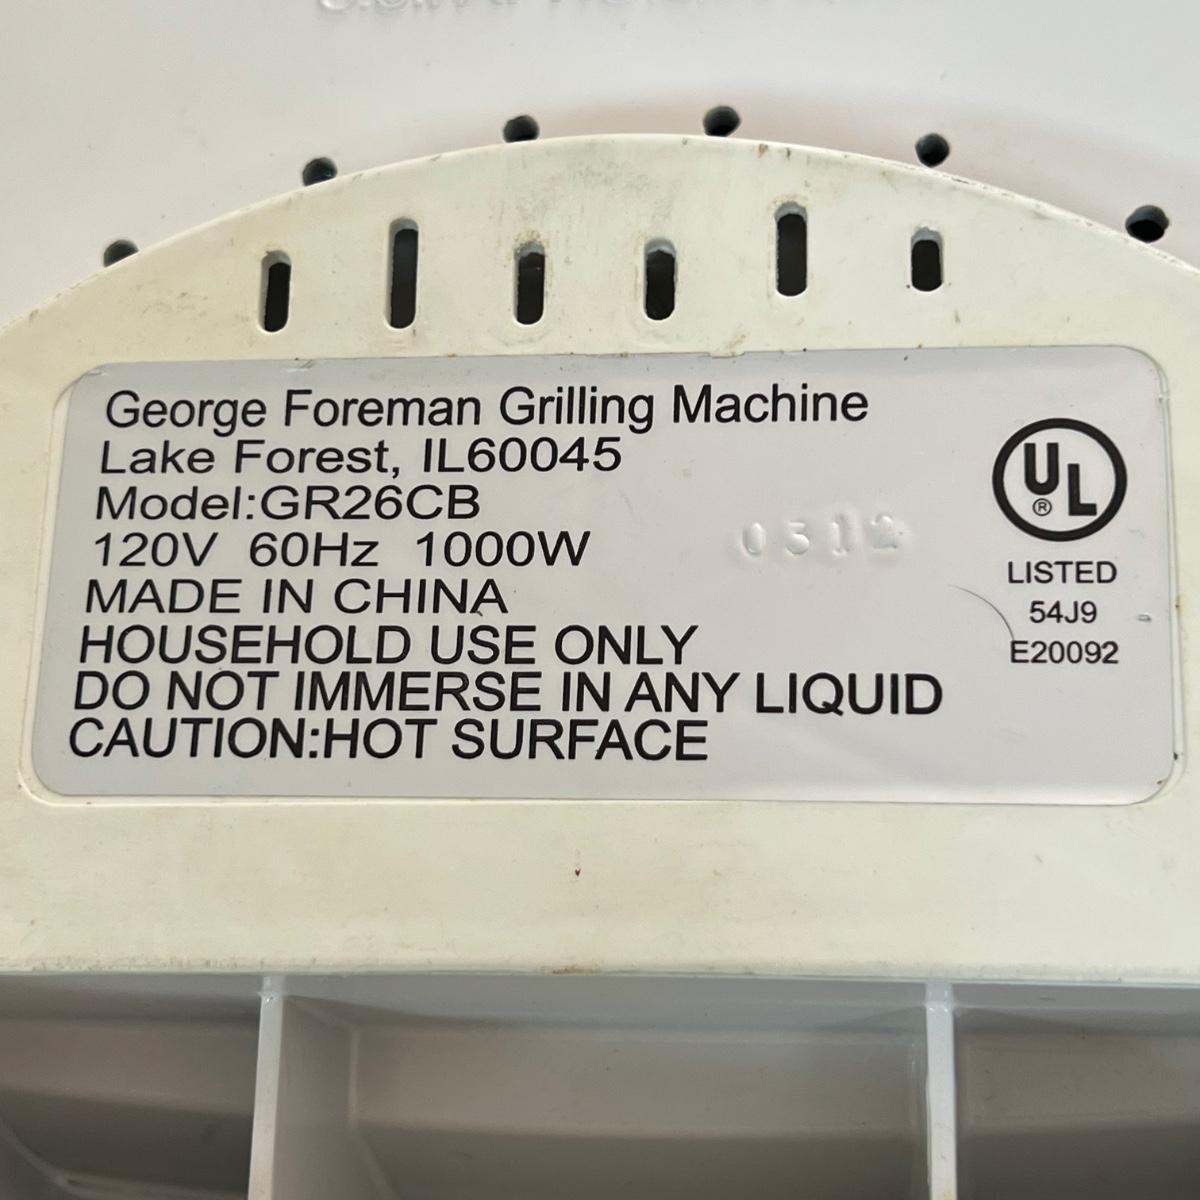 George Foreman Grilling Machine
Lake Forest, IL60045
Model:GR26CB
120V 60Hz 1000W
0312
MADE IN CHINA
HOUSEHOLD USE ONLY
DO NOT IMMERSE IN ANY LIQUID
CAUTION:HOT SURFACE
UL
®
LISTED
54J9
E20092